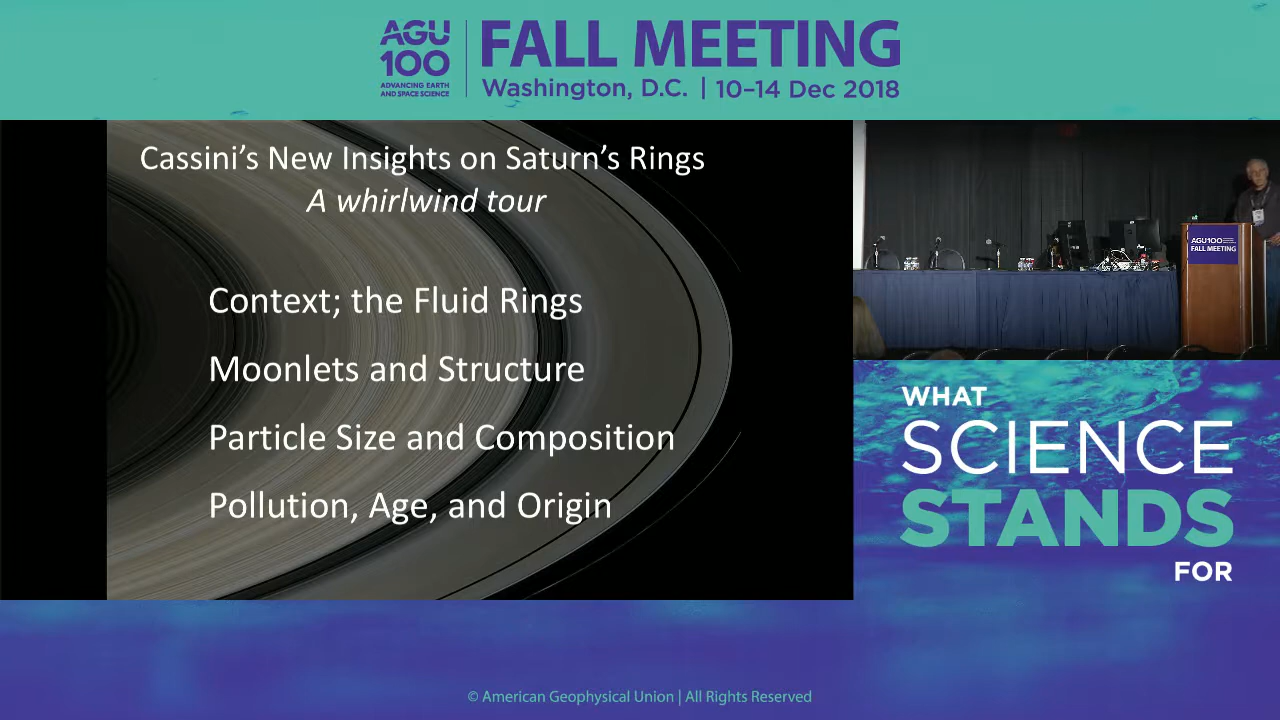 AGU
100
ADVANCING EARTH
AND SPACE SCIENCE
FALL MEETING
Washington, D.C. | 10–14 Dec 2018
Cassini’s New Insights on Saturn’s Rings
A whirlwind tour
Context; the Fluid Rings
Moonlets and Structure
Particle Size and Composition
Pollution, Age, and Origin
AGU100
FALL MEETING
WHAT
SCIENCE
STANDS
FOR
© American Geophysical Union | All Rights Reserved